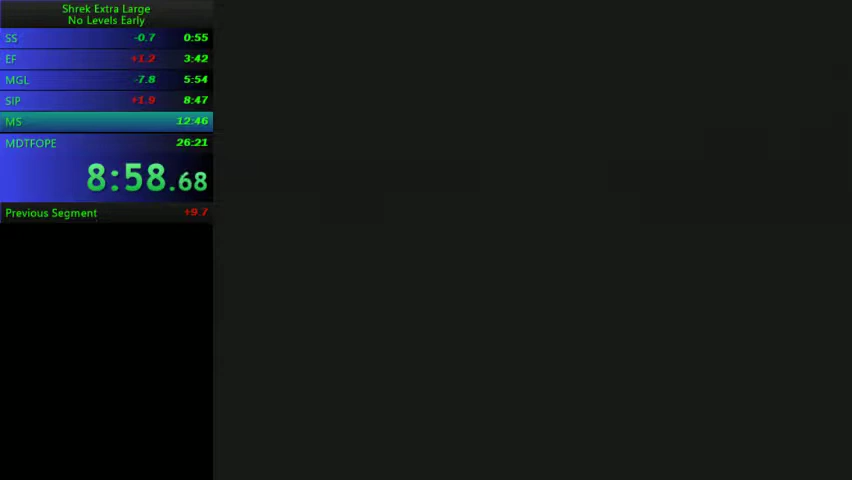 Shrek Extra Large
No Levels Early
SS -0.7 0:55
EF +1.2 3:42
MGL -7.8 5:54
SIP +1.9 8:47
MS 12:46
MDTFOPE 26:21
8:58.68
Previous Segment +9.7